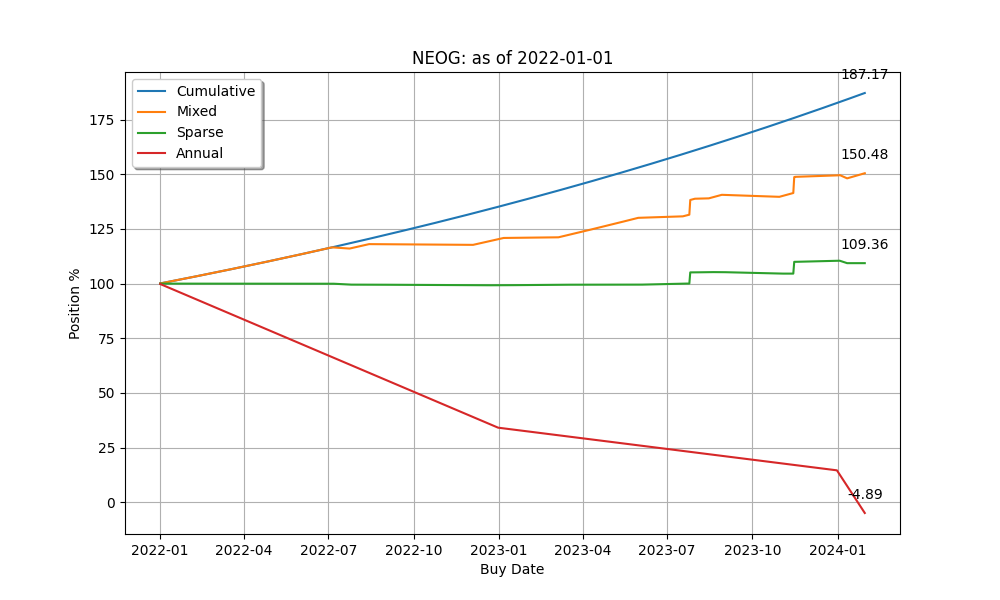 NEOG: as of 2022-01-01
Cumulative
Mixed
Sparse
Annual
187.17
150.48
109.36
-4.89
Position %
175
150
125
100
75
50
25
0
2022-01 2022-04 2022-07 2022-10 2023-01 2023-04 2023-07 2023-10 2024-01
Buy Date